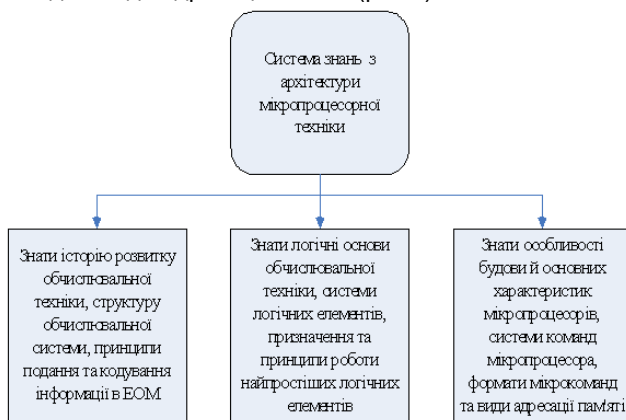 Система знань з
архітектури
мікропроцесорної
техніки
Знати історію розвитку
обчислювальної
техніки, структуру
обчислювальної
системи, принципи
подання та кодування
інформації в ЕОМ
Знати логічні основи
обчислювальної
техніки, системи
логічних елементів,
призначення та
принципи роботи
найпростіших логічних
елементів
Знати особливості
будови й основних
характеристик
мікропроцесорів,
системи команд
мікропроцесора,
формати мікрокоманд
та види адресації пам'яті